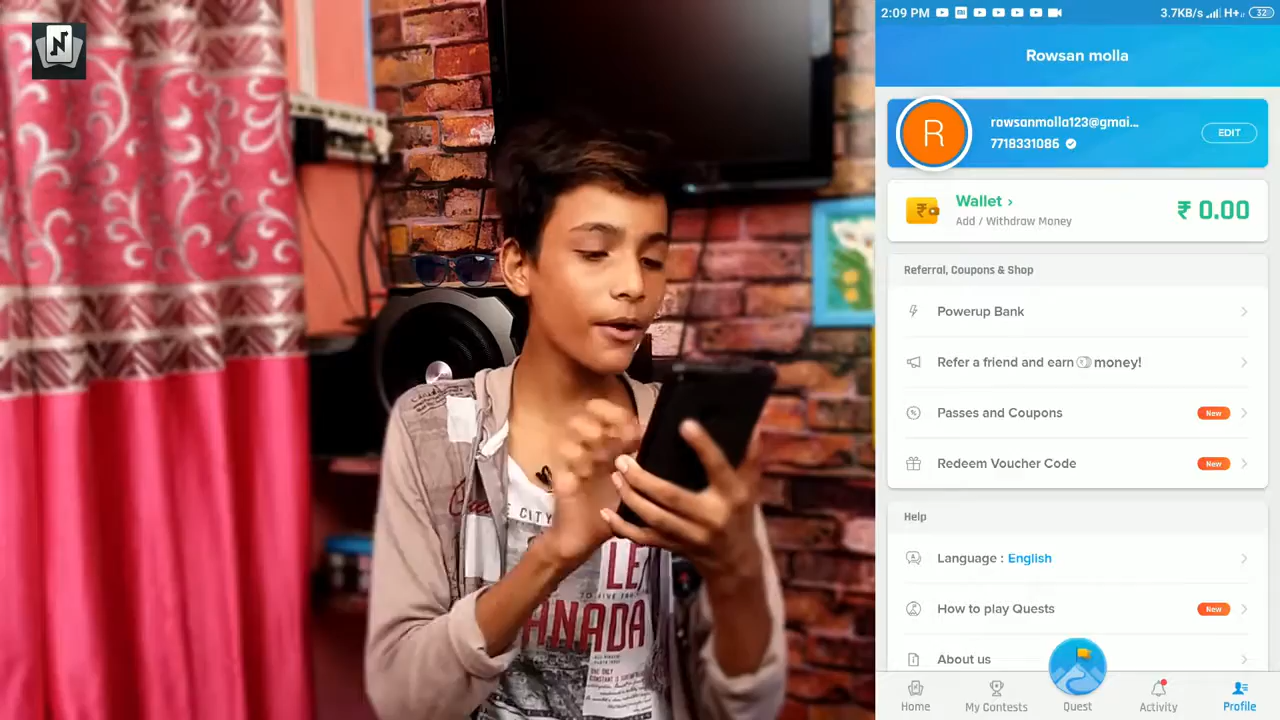 N
2:09 PM
3.7KB/s H+ 32
Rowsan molla
R
rowsanmolla123@gmai...
7718331086
EDIT
Wallet ›
Add / Withdraw Money
₹ 0.00
Referral, Coupons & Shop
Powerup Bank
Refer a friend and earn money!
Passes and Coupons New
Redeem Voucher Code New
Help
Language : English
How to play Quests New
About us
Home
My Contests
Quest
Activity
Profile
E CITY
LE
CANADA